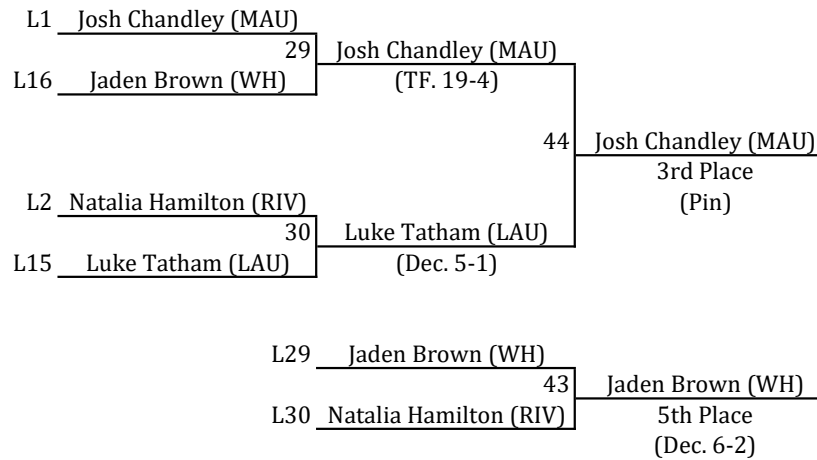 L1 Josh Chandley (MAU)
29 Josh Chandley (MAU)
L16 Jaden Brown (WH) (TF. 19-4)
44 Josh Chandley (MAU)
3rd Place
L2 Natalia Hamilton (RIV) (Pin)
30 Luke Tatham (LAU)
L15 Luke Tatham (LAU) (Dec. 5-1)
L29 Jaden Brown (WH)
43 Jaden Brown (WH)
L30 Natalia Hamilton (RIV) 5th Place
(Dec. 6-2)